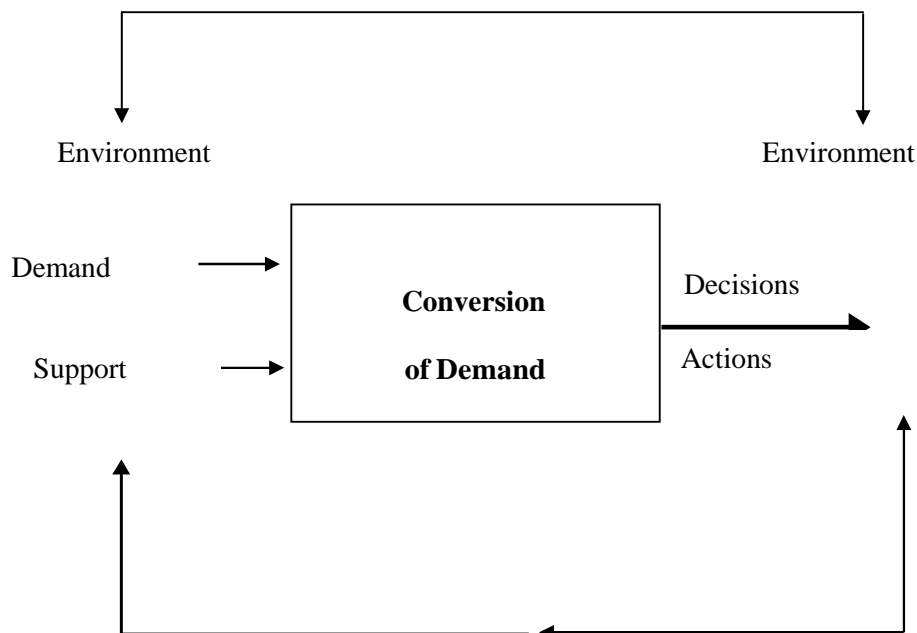 Environment
Environment
Demand
Support
Conversion
of Demand
Decisions
Actions